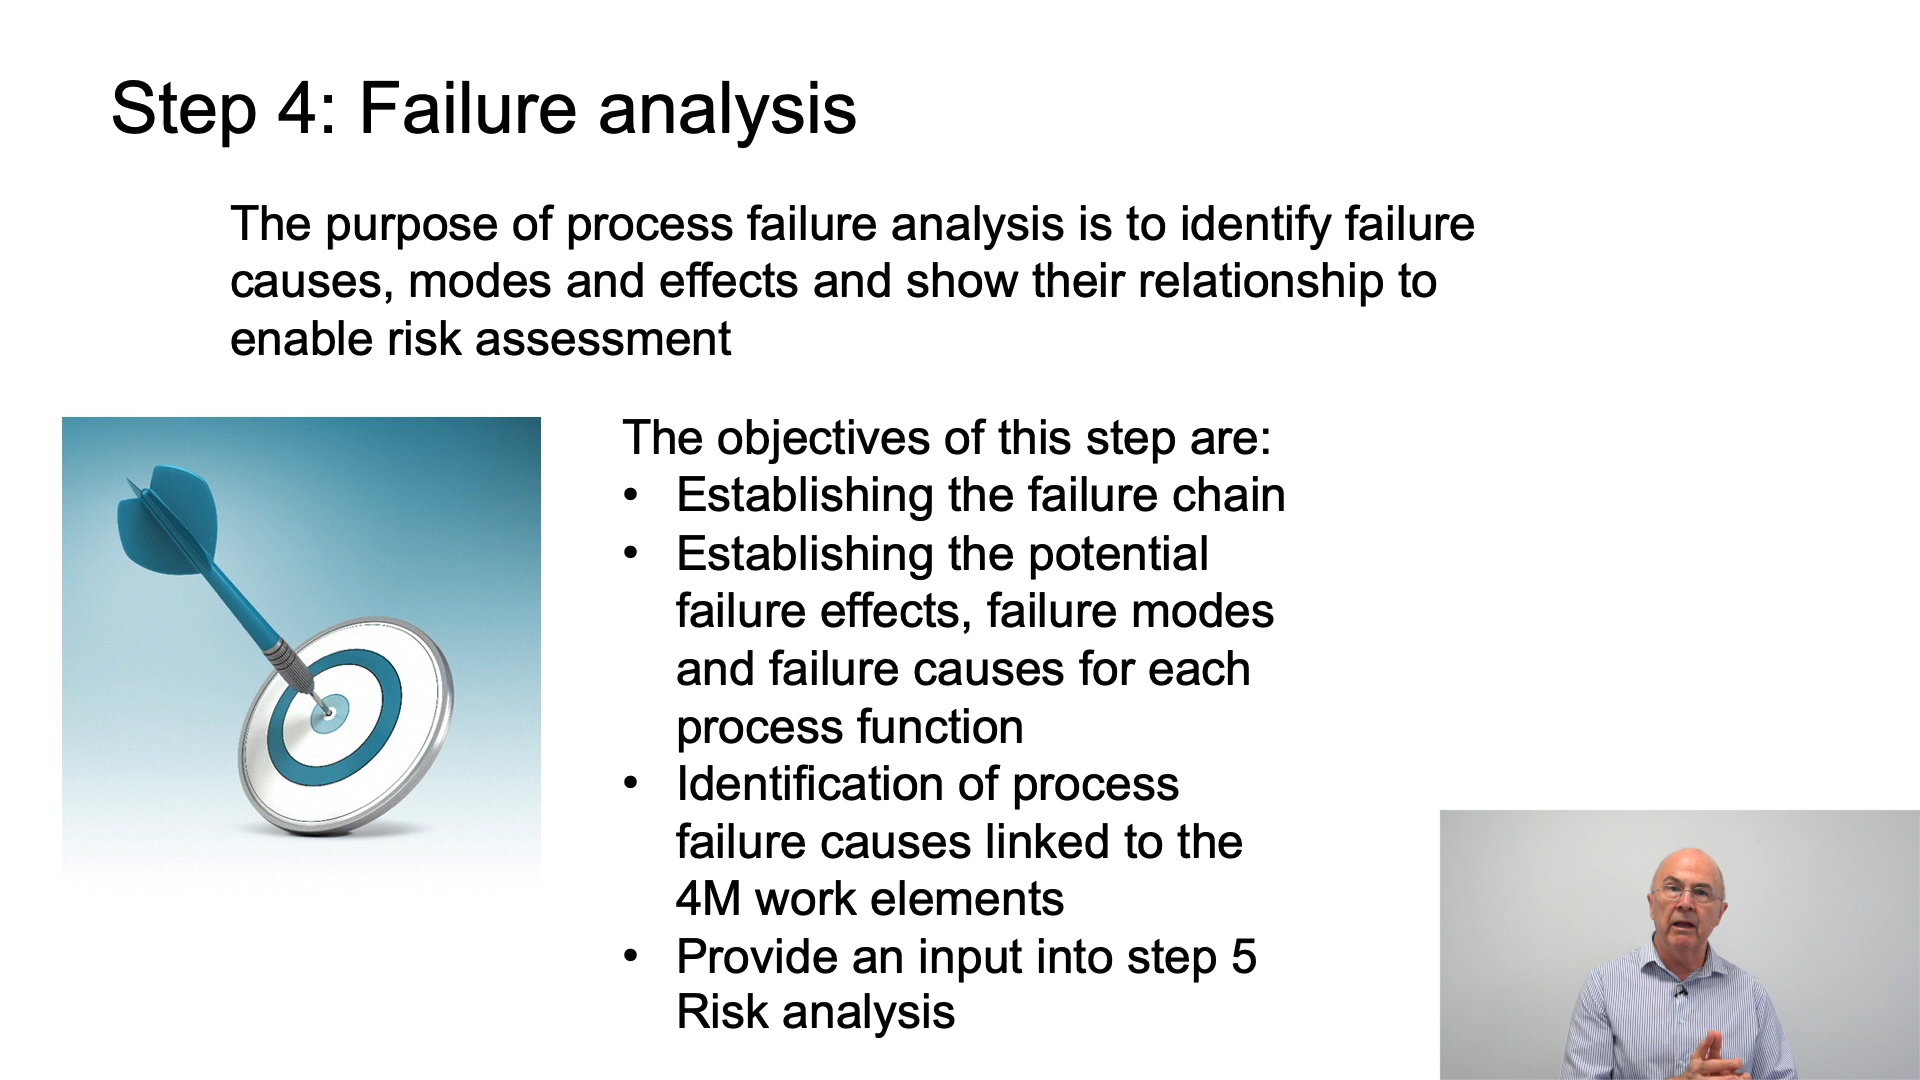 Step 4: Failure analysis
The purpose of process failure analysis is to identify failure
causes, modes and effects and show their relationship to
enable risk assessment
The objectives of this step are:
• Establishing the failure chain
• Establishing the potential
failure effects, failure modes
and failure causes for each
process function
• Identification of process
failure causes linked to the
4M work elements
• Provide an input into step 5
Risk analysis